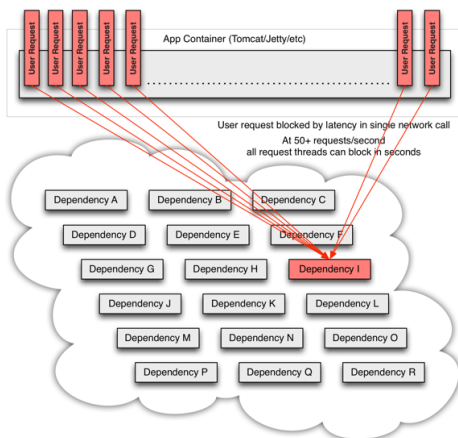 User Request
User Request
User Request
User Request
User Request
User Request
User Request
App Container (Tomcat/Jetty/etc)
User request blocked by latency in single network call
At 50+ requests/second
all request threads can block in seconds
Dependency A
Dependency B
Dependency C
Dependency D
Dependency E
Dependency F
Dependency G
Dependency H
Dependency I
Dependency J
Dependency K
Dependency L
Dependency M
Dependency N
Dependency O
Dependency P
Dependency Q
Dependency R